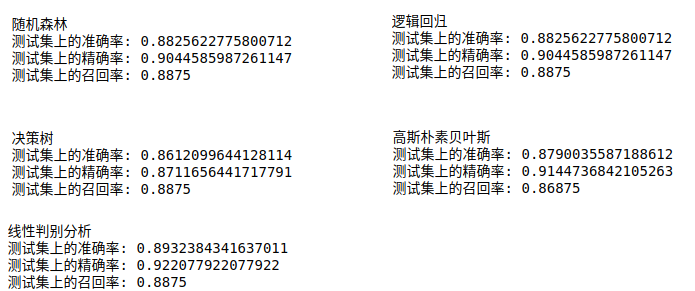 随机森林
测试集上的准确率: 0.8825622775800712
测试集上的精确率: 0.9044585987261147
测试集上的召回率: 0.8875
逻辑回归
测试集上的准确率: 0.8825622775800712
测试集上的精确率: 0.9044585987261147
测试集上的召回率: 0.8875
决策树
测试集上的准确率: 0.8612099644128114
测试集上的精确率: 0.8711656441717791
测试集上的召回率: 0.8875
高斯朴素贝叶斯
测试集上的准确率: 0.8790035587188612
测试集上的精确率: 0.9144736842105263
测试集上的召回率: 0.86875
线性判别分析
测试集上的准确率: 0.8932384341637011
测试集上的精确率: 0.922077922077922
测试集上的召回率: 0.8875